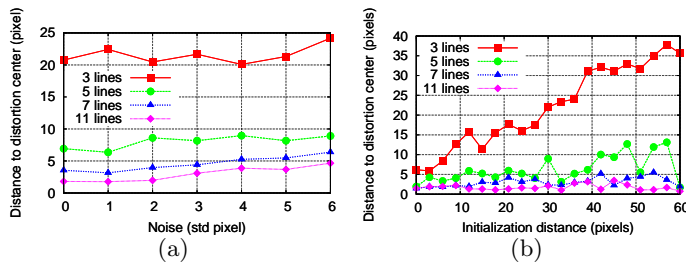 Distance to distortion center (pixel)
25
20
15
10
5
0
3 lines
5 lines
7 lines
11 lines
0 1 2 3 4 5 6
Noise (std pixel)
(a)
Distance to distortion center (pixels)
40
35
30
25
20
15
10
5
0
3 lines
5 lines
7 lines
11 lines
0 10 20 30 40 50 60
Initialization distance (pixels)
(b)